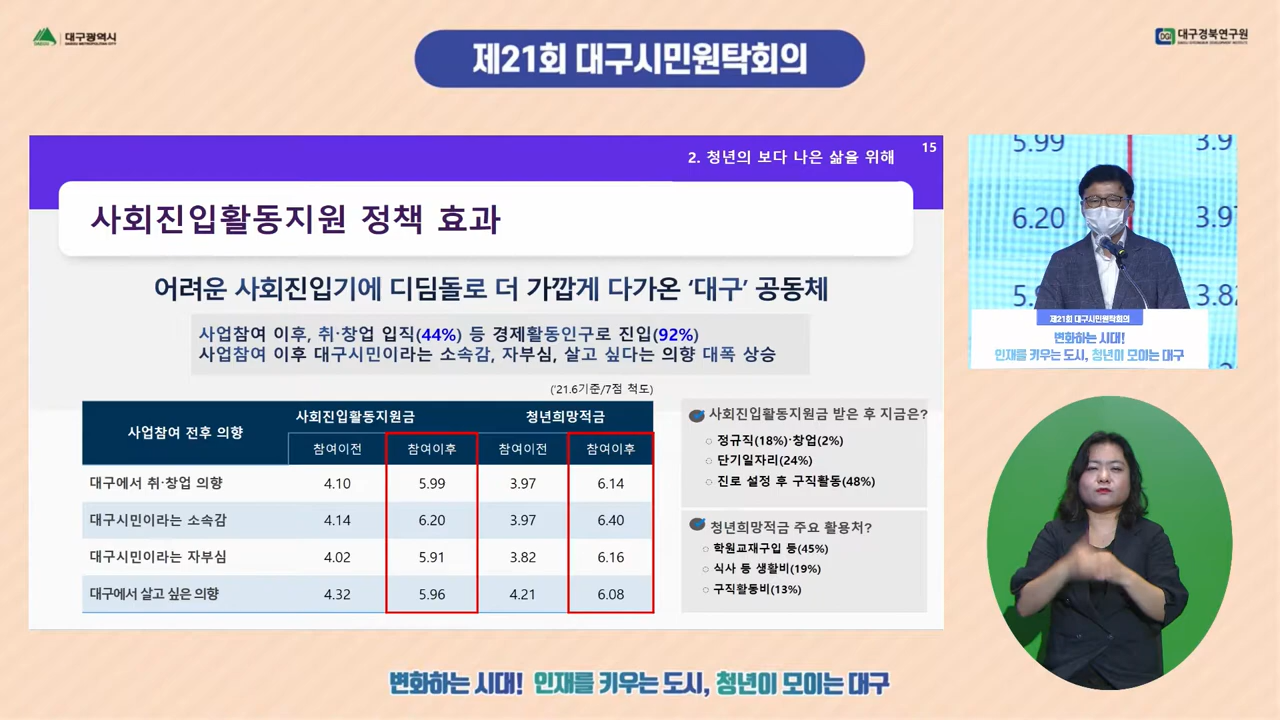 대구광역시
DAEGU METROPOLITAN CITY
제21회 대구시민원탁회의
DGI 대구경북연구원
2. 청년의 보다 나은 삶을 위해
15
사회진입활동지원 정책 효과
어려운 사회진입기에 디딤돌로 더 가깝게 다가온 ‘대구’ 공동체
사업참여 이후, 취·창업 인구(44%) 등 경제활동인구로 진입(92%)
사업참여 이후 대구시민이라는 소속감, 자부심, 살고 싶다는 의향 대폭 상승
(’21.6기준/7점 척도)
사업참여 전후 의향 사회진입활동지원금 청년희망적금
참여이전 참여이후 참여이전 참여이후
대구에서 취·창업 의향 4.10 5.99 3.97 6.14
대구시민이라는 소속감 4.14 6.20 3.97 6.40
대구시민이라는 자부심 4.02 5.91 3.82 6.16
대구에서 살고 싶은 의향 4.32 5.96 4.21 6.08
사회진입활동지원금 받은 후 지금은?
정규직(18%)·창업(2%)
단기일자리(24%)
진로 설정 후 구직활동(48%)
청년희망적금 주요 활용처?
학원교재구입 등(45%)
식사 등 생활비(19%)
구직활동비(13%)
5.99 3.9
6.20 3.97
5.9 3.82
제21회 대구시민원탁회의
변화하는 시대!
인재를 키우는 도시, 청년이 모이는 대구
변화하는 시대! 인재를 키우는 도시, 청년이 모이는 대구